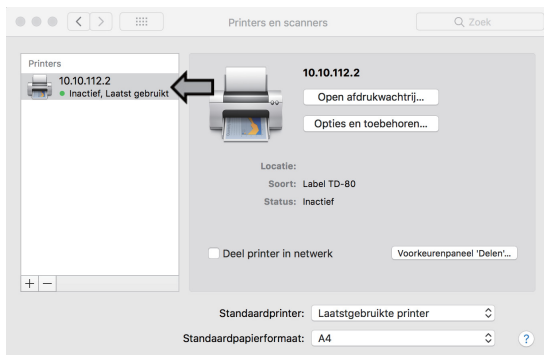 Printers en scanners
Zoek
Printers
10.10.112.2
Inactief, Laatst gebruikt
10.10.112.2
Open afdrukwachtrij...
Opties en toebehoren...
Locatie:
Soort: Label TD-80
Status: Inactief
Deel printer in netwerk
Voorkeurenpaneel 'Delen'...
+ −
Standaardprinter: Laatstgebruikte printer
Standaardpapierformaat: A4
?